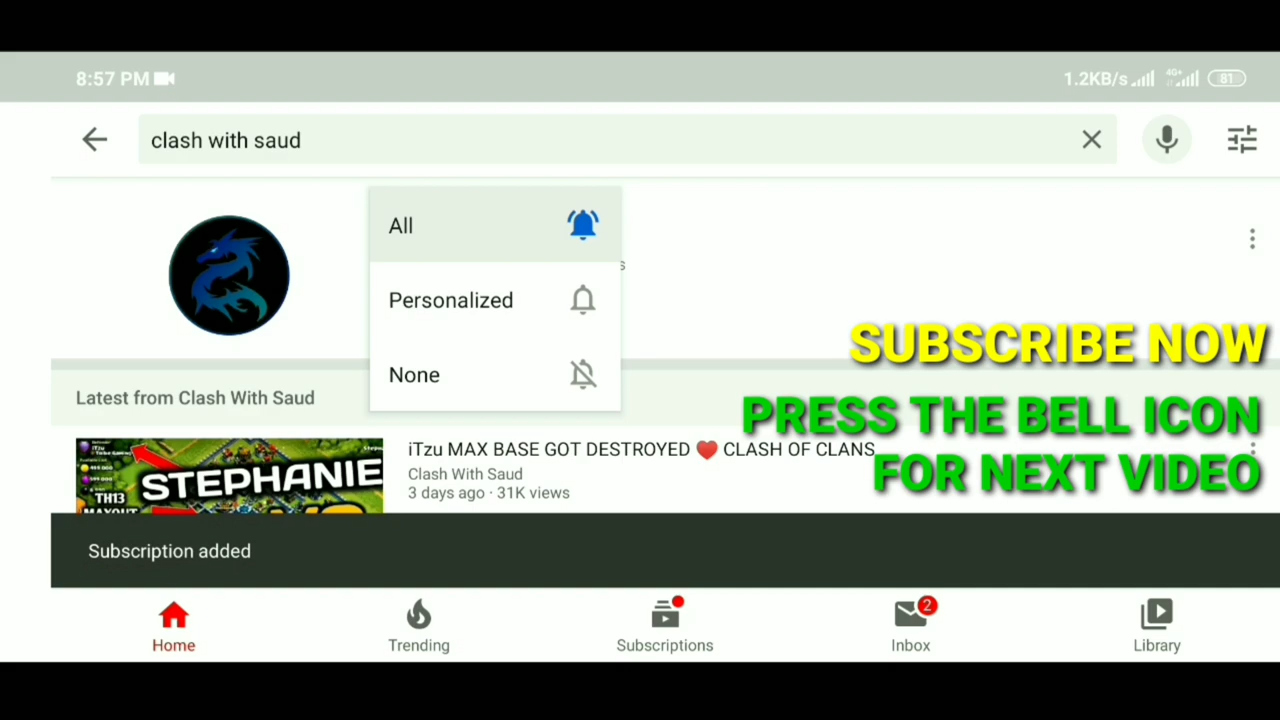 8:57 PM
1.2KB/s 4G+ 81
clash with saud
All
Personalized
None
SUBSCRIBE NOW
PRESS THE BELL ICON
FOR NEXT VIDEO
Latest from Clash With Saud
iTzu MAX BASE GOT DESTROYED ❤️ CLASH OF CLANS
Clash With Saud
3 days ago · 31K views
STEPHANIE
TH13
MAXOUT
Subscription added
Home
Trending
Subscriptions
2
Inbox
Library